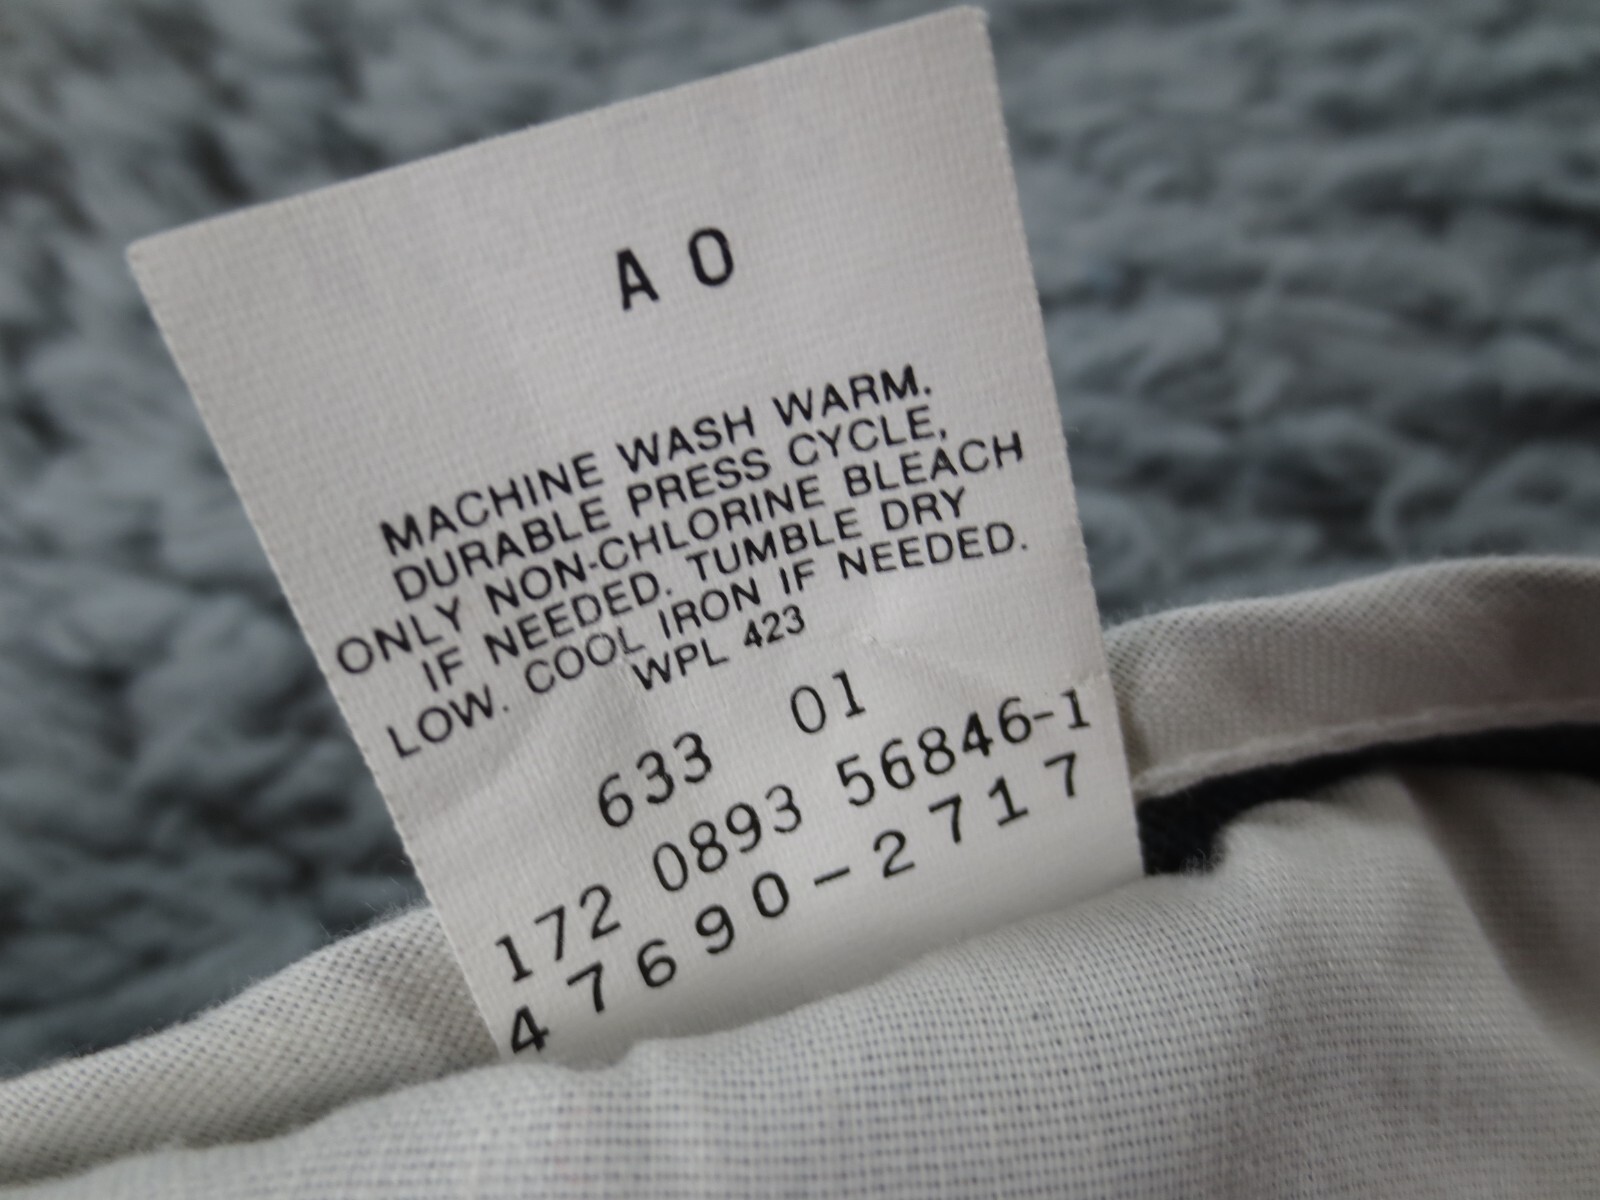 A O
MACHINE WASH WARM.
DURABLE PRESS CYCLE,
ONLY NON-CHLORINE BLEACH
IF NEEDED. TUMBLE DRY
LOW. COOL IRON IF NEEDED.
WPL 423
633 01
172 0893 56846-1
47690-2717